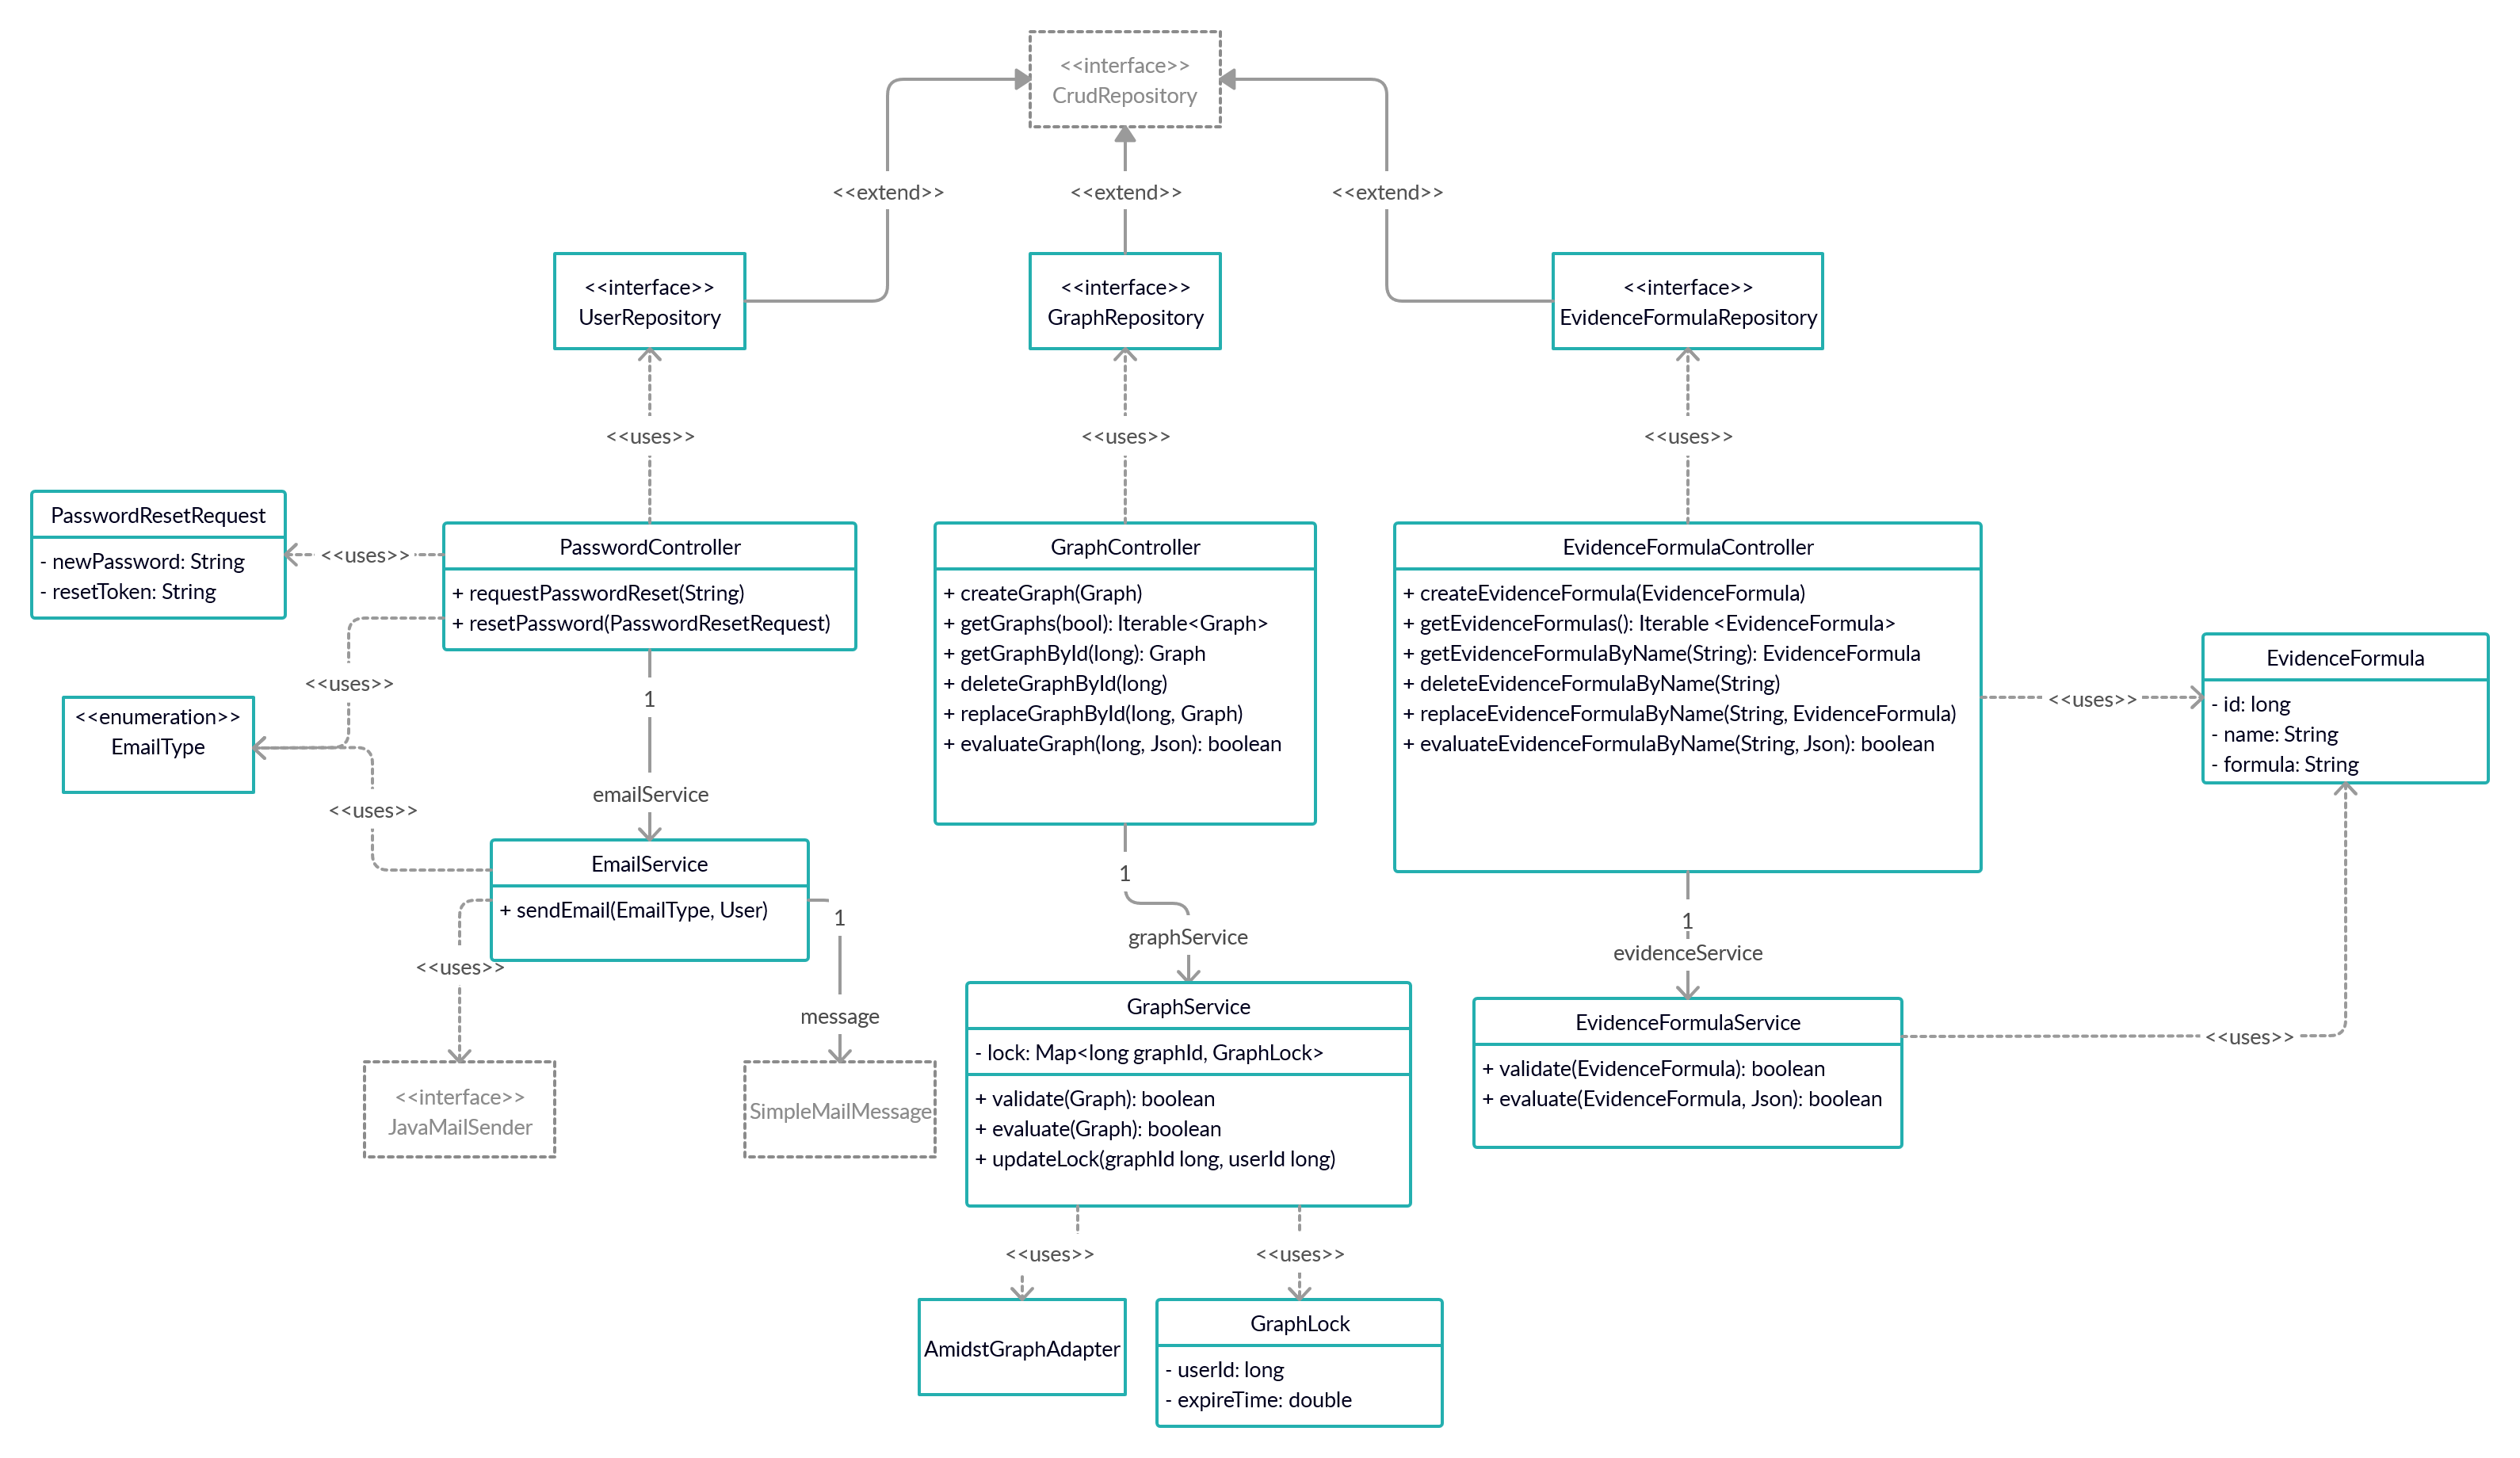 <<interface>>
CrudRepository
<<extend>>
<<extend>>
<<extend>>
<<interface>>
UserRepository
<<interface>>
GraphRepository
<<interface>>
EvidenceFormulaRepository
<<uses>>
<<uses>>
<<uses>>
PasswordResetRequest
- newPassword: String
- resetToken: String
<<uses>>
PasswordController
+ requestPasswordReset(String)
+ resetPassword(PasswordResetRequest)
GraphController
+ createGraph(Graph)
+ getGraphs(bool): Iterable<Graph>
+ getGraphById(long): Graph
+ deleteGraphById(long)
+ replaceGraphById(long, Graph)
+ evaluateGraph(long, Json): boolean
EvidenceFormulaController
+ createEvidenceFormula(EvidenceFormula)
+ getEvidenceFormulas(): Iterable <EvidenceFormula>
+ getEvidenceFormulaByName(String): EvidenceFormula
+ deleteEvidenceFormulaByName(String)
+ replaceEvidenceFormulaByName(String, EvidenceFormula)
+ evaluateEvidenceFormulaByName(String, Json): boolean
<<uses>>
EvidenceFormula
- id: long
- name: String
- formula: String
<<uses>>
<<enumeration>>
EmailType
<<uses>>
1
emailService
EmailService
+ sendEmail(EmailType, User)
<<uses>>
1
message
<<interface>>
JavaMailSender
SimpleMailMessage
1
graphService
GraphService
- lock: Map<long graphId, GraphLock>
+ validate(Graph): boolean
+ evaluate(Graph): boolean
+ updateLock(graphId long, userId long)
1
evidenceService
EvidenceFormulaService
+ validate(EvidenceFormula): boolean
+ evaluate(EvidenceFormula, Json): boolean
<<uses>>
<<uses>>
<<uses>>
AmidstGraphAdapter
GraphLock
- userId: long
- expireTime: double